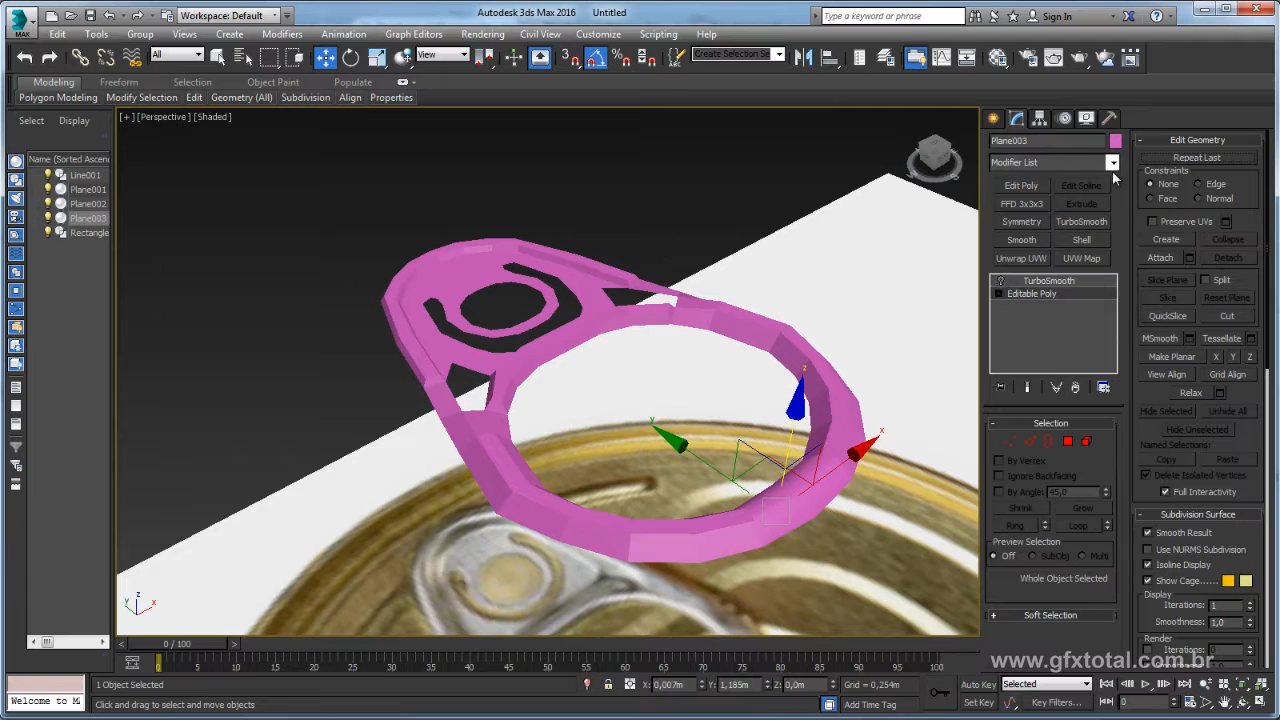 Workspace: Default
Autodesk 3ds Max 2016    Untitled
Type a keyword or phrase
Sign In
MAX
Edit Tools Group Views Create Modifiers Animation Graph Editors Rendering Civil View Customize Scripting Help
All
View
Create Selection Se
Modeling Freeform Selection Object Paint Populate
Polygon Modeling Modify Selection Edit Geometry (All) Subdivision Align Properties
Select Display
Name (Sorted Ascen
Line001
Plane001
Plane002
Plane003
Rectangle
[+] [Perspective] [Shaded]
Plane003
Modifier List
Edit Poly Edit Spline
FFD 3x3x3 Extrude
Symmetry TurboSmooth
Smooth Shell
Unwrap UVW UVW Map
TurboSmooth
Editable Poly
Selection
By Vertex
Ignore Backfacing
By Angle: 45,0
Shrink Grow
Ring Loop
Preview Selection
Off SubObj Multi
Whole Object Selected
Soft Selection
Edit Geometry
Repeat Last
Constraints
None Edge
Face Normal
Preserve UVs
Create Collapse
Attach Detach
Slice Plane Split
Slice Reset Plane
QuickSlice Cut
MSmooth Tessellate
Make Planar X Y Z
View Align Grid Align
Relax
Hide Selected Unhide All
Hide Unselected
Named Selections:
Copy Paste
Delete Isolated Vertices
Full Interactivity
Subdivision Surface
Smooth Result
Use NURMS Subdivision
Isoline Display
Show Cage......
Display
Iterations: 1
Smoothness: 1,0
Render
Iterations: 0
z
y
x
z
y
x
0 / 100
0 5 10 15 20 25 30 35 40 45 50 55 60 65 70 75 80 85 90 95 100
www.gfxtotal.com.br
1 Object Selected
X: 0,007m Y: 1,185m Z: 0,0m
Grid = 0,254m
Auto Key Selected
Welcome to M
Click and drag to select and move objects
Add Time Tag
Set Key Key Filters...
0